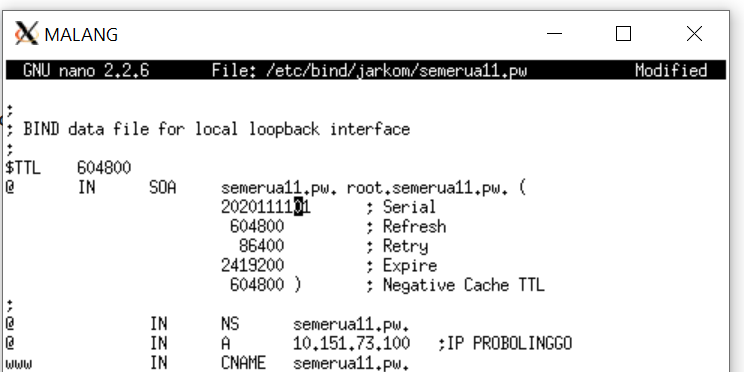 MALANG
GNU nano 2.2.6 File: /etc/bind/jarkom/semerua11.pw Modified
;
; BIND data file for local loopback interface
;
$TTL 604800
@ IN SOA semerua11.pw. root.semerua11.pw. (
2020111101 ; Serial
604800 ; Refresh
86400 ; Retry
2419200 ; Expire
604800 ) ; Negative Cache TTL
;
@ IN NS semerua11.pw.
@ IN A 10.151.73.100 ;IP PROBOLINGGO
www IN CNAME semerua11.pw.